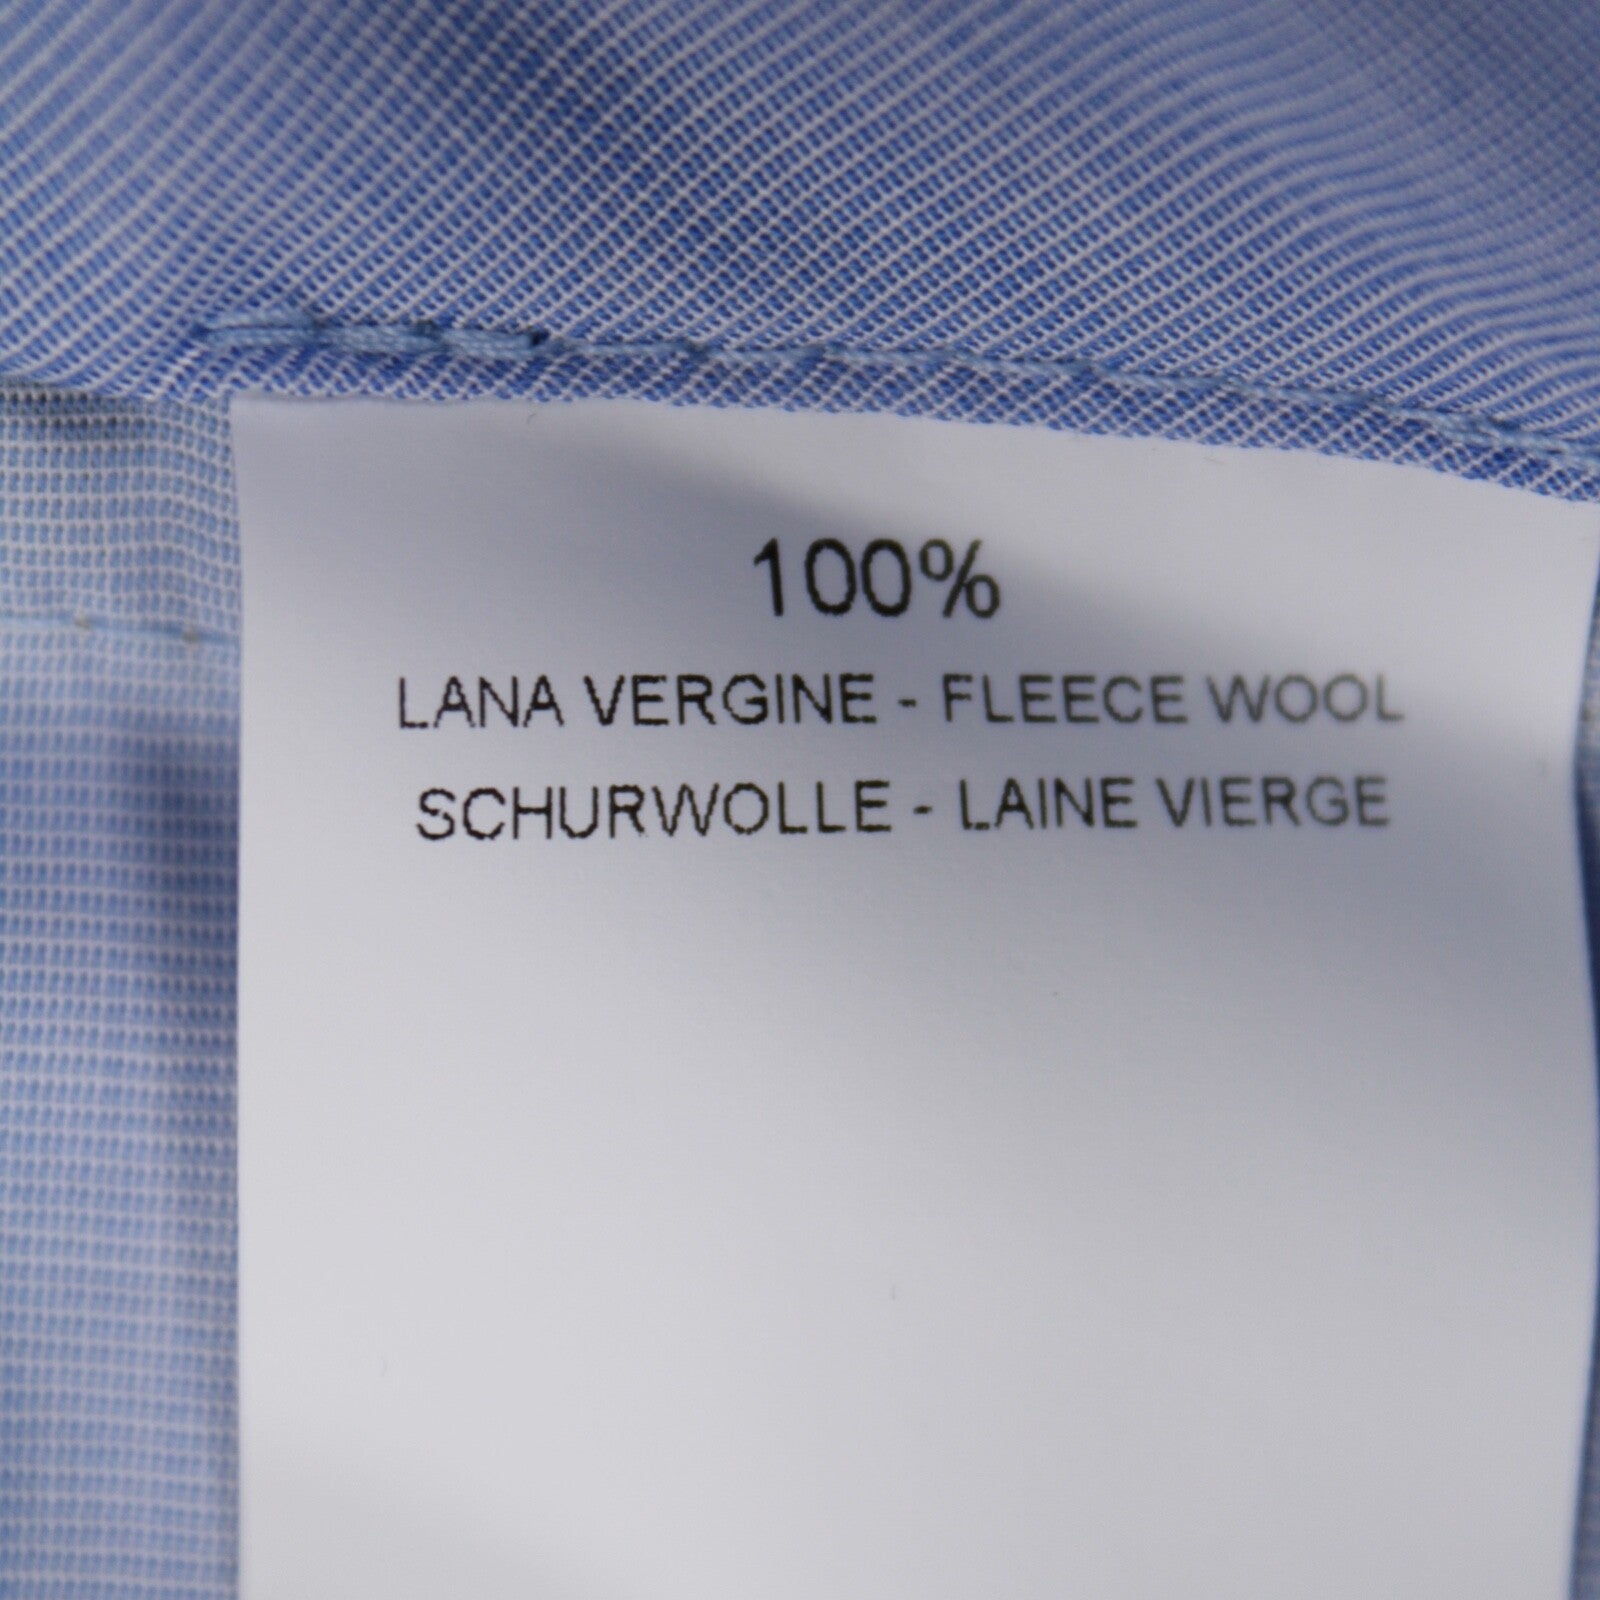 100%
LANA VERGINE - FLEECE WOOL
SCHURWOLLE - LAINE VIERGE